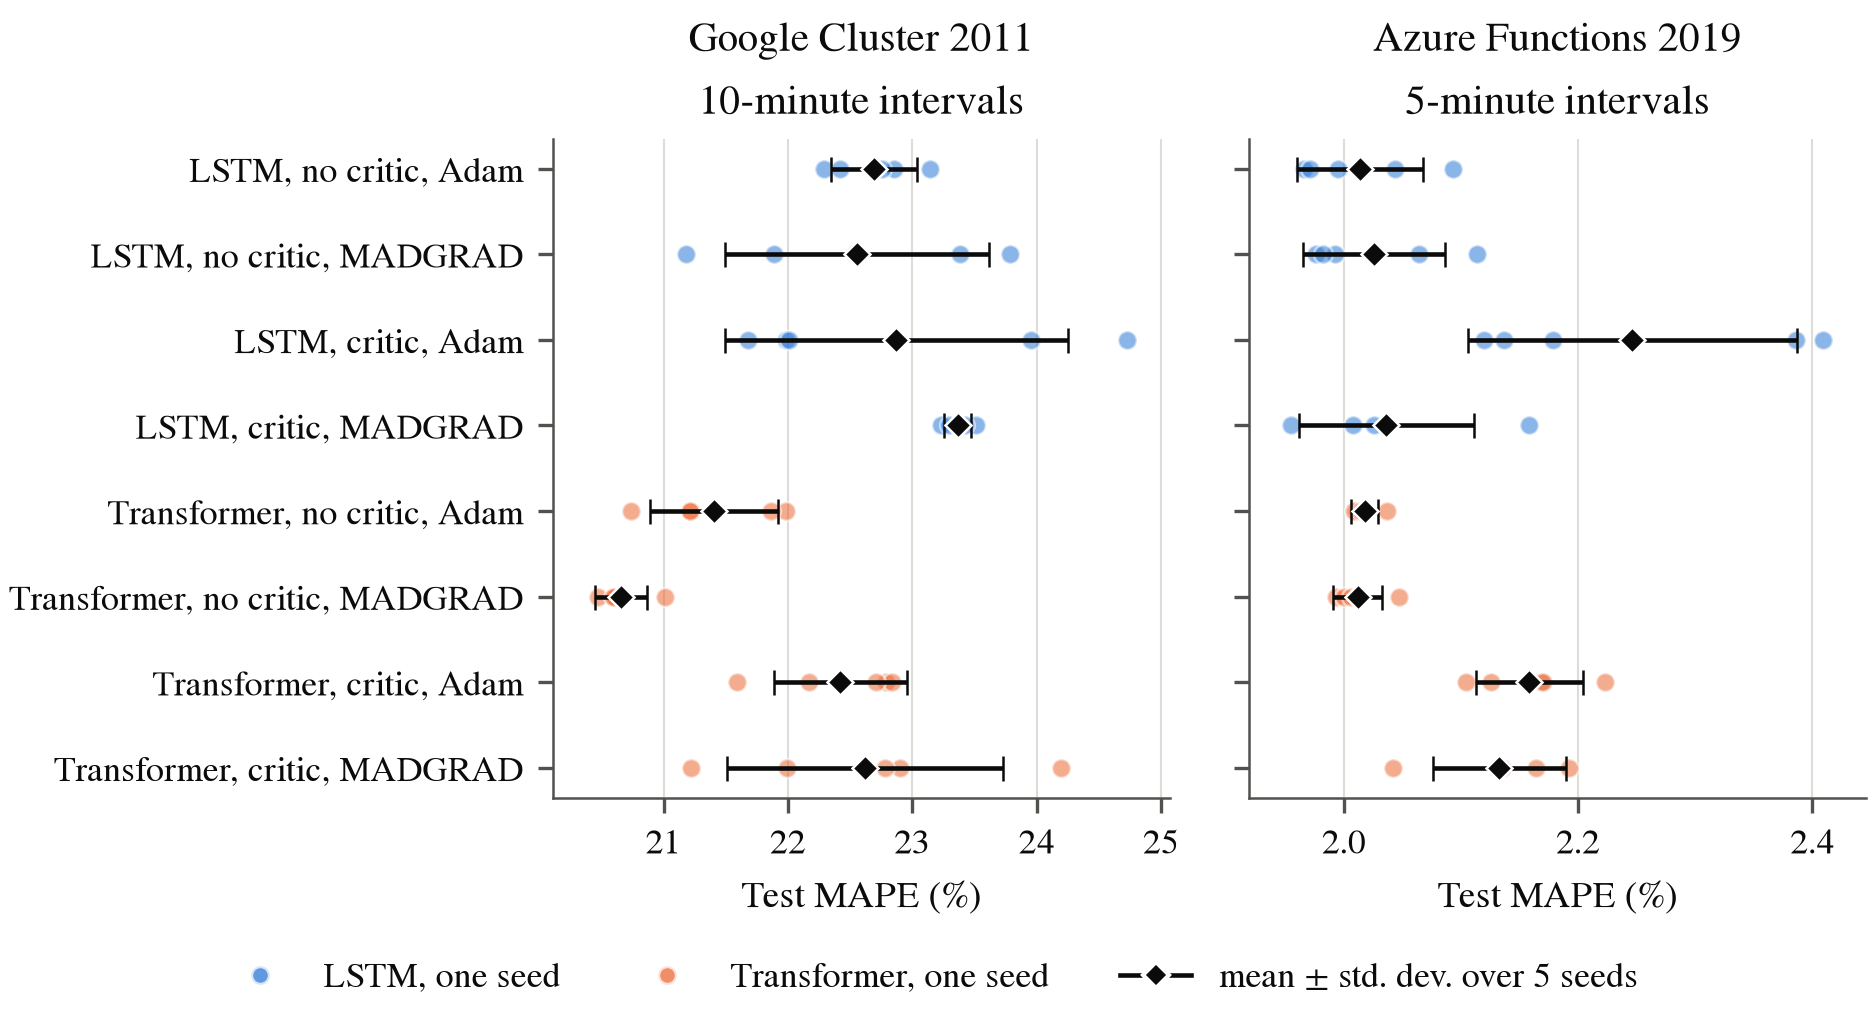 Google Cluster 2011
10-minute intervals
Azure Functions 2019
5-minute intervals
LSTM, no critic, Adam
LSTM, no critic, MADGRAD
LSTM, critic, Adam
LSTM, critic, MADGRAD
Transformer, no critic, Adam
Transformer, no critic, MADGRAD
Transformer, critic, Adam
Transformer, critic, MADGRAD
21 22 23 24 25
Test MAPE (%)
2.0 2.2 2.4
Test MAPE (%)
LSTM, one seed
Transformer, one seed
mean ± std. dev. over 5 seeds